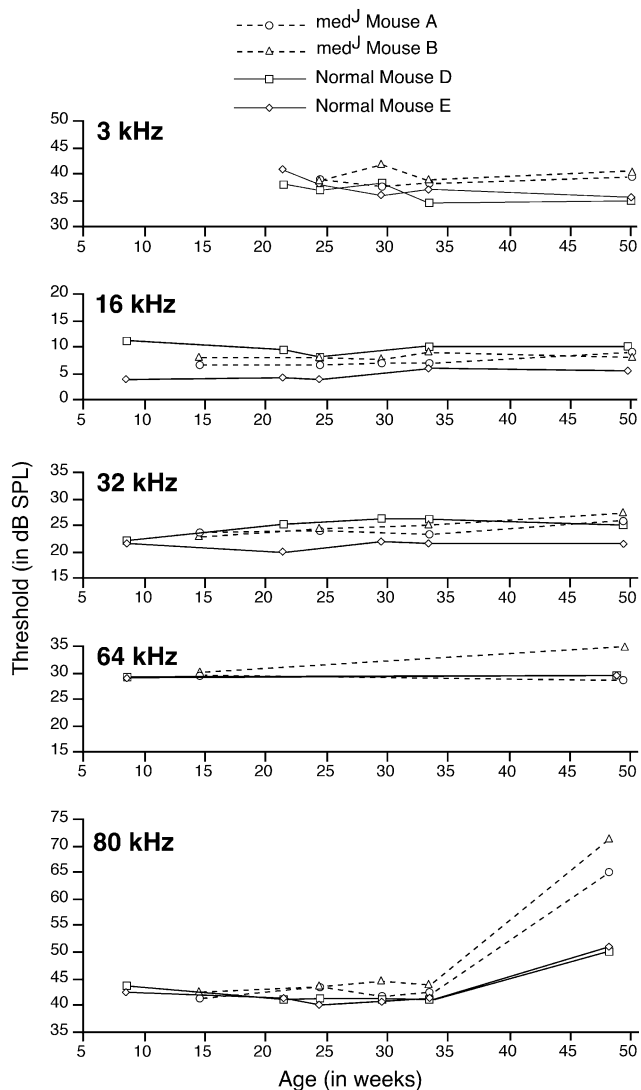 med^J Mouse A
med^J Mouse B
Normal Mouse D
Normal Mouse E
3 kHz
50
45
40
35
30
5 10 15 20 25 30 35 40 45 50
16 kHz
20
15
10
5
0
5 10 15 20 25 30 35 40 45 50
32 kHz
35
30
25
20
15
5 10 15 20 25 30 35 40 45 50
Threshold (in dB SPL)
64 kHz
35
30
25
20
15
5 10 15 20 25 30 35 40 45 50
80 kHz
75
70
65
60
55
50
45
40
35
5 10 15 20 25 30 35 40 45 50
Age (in weeks)